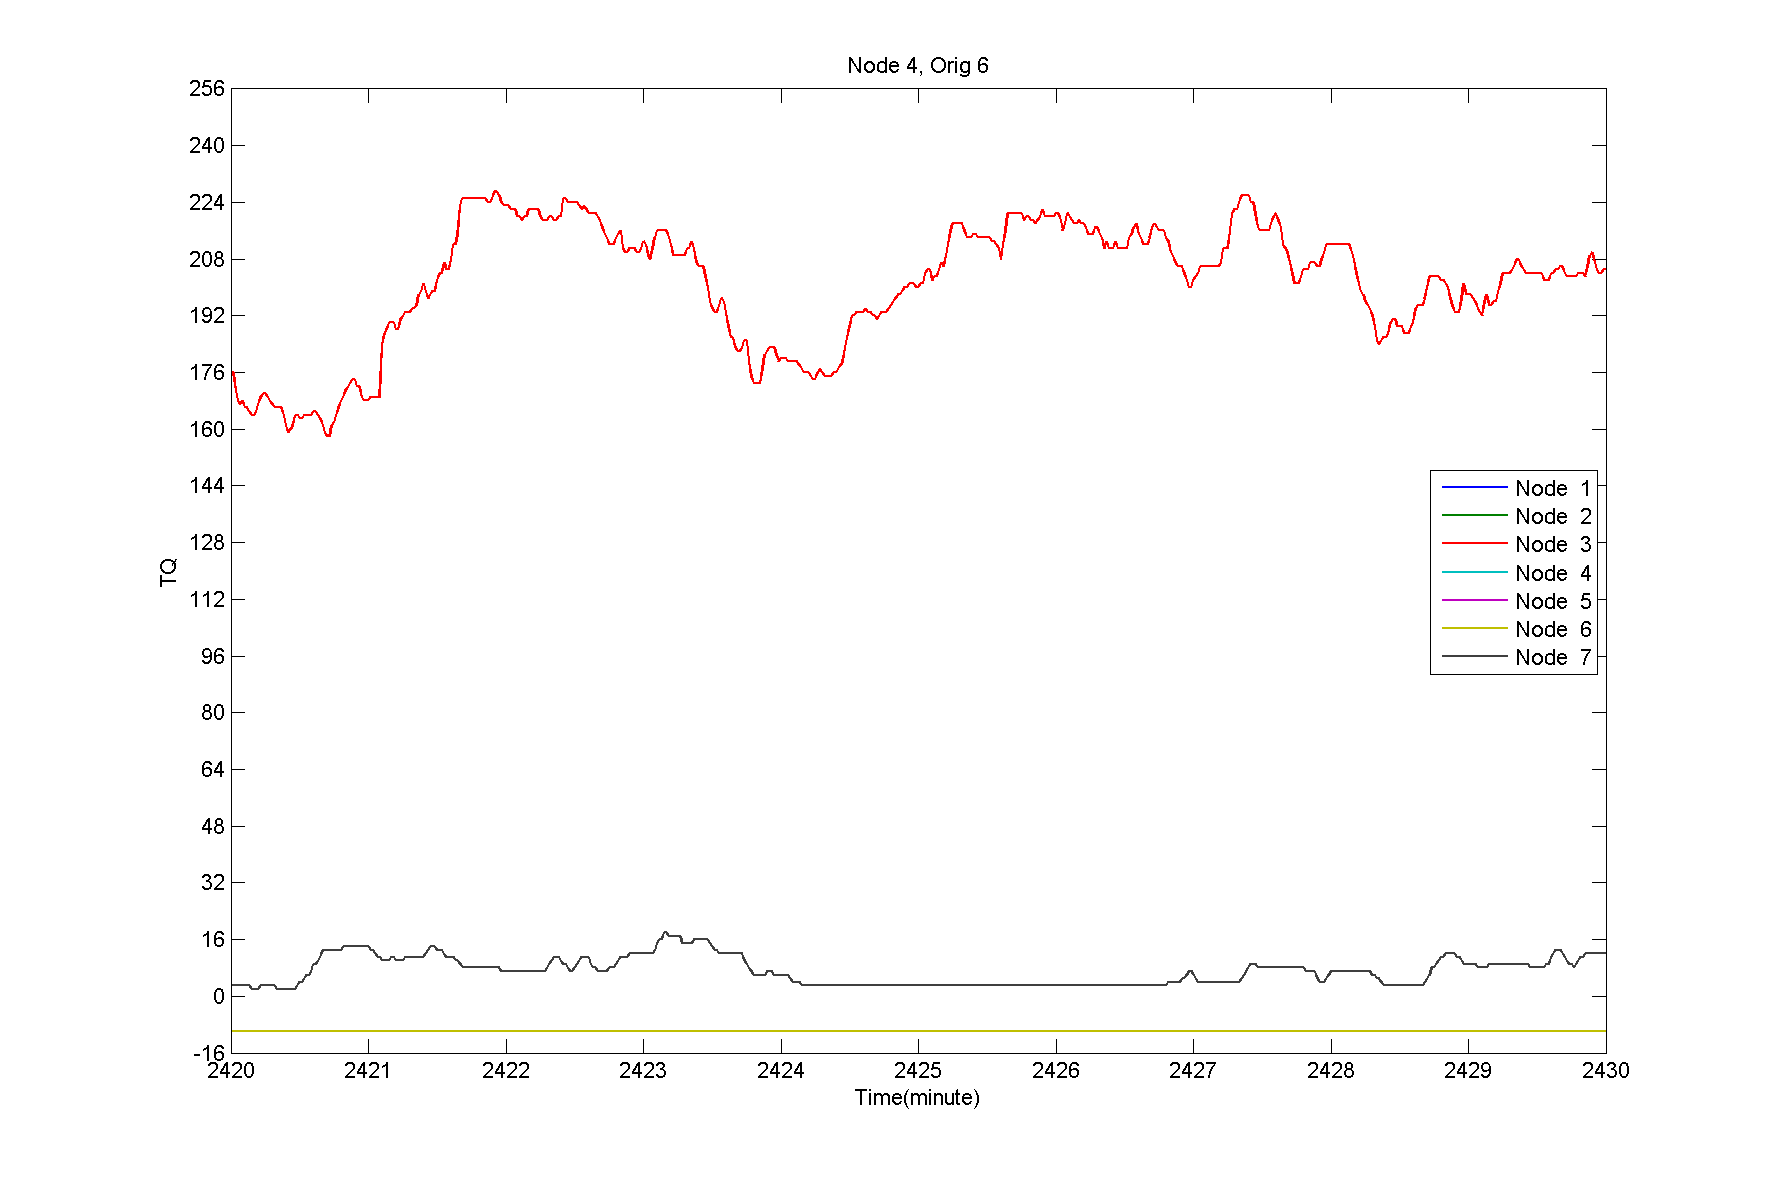 Node 4, Orig 6
256
240
224
208
192
176
160
144
128
112
96
80
64
48
32
16
0
-16
TQ
Node 1
Node 2
Node 3
Node 4
Node 5
Node 6
Node 7
2420 2421 2422 2423 2424 2425 2426 2427 2428 2429 2430
Time(minute)